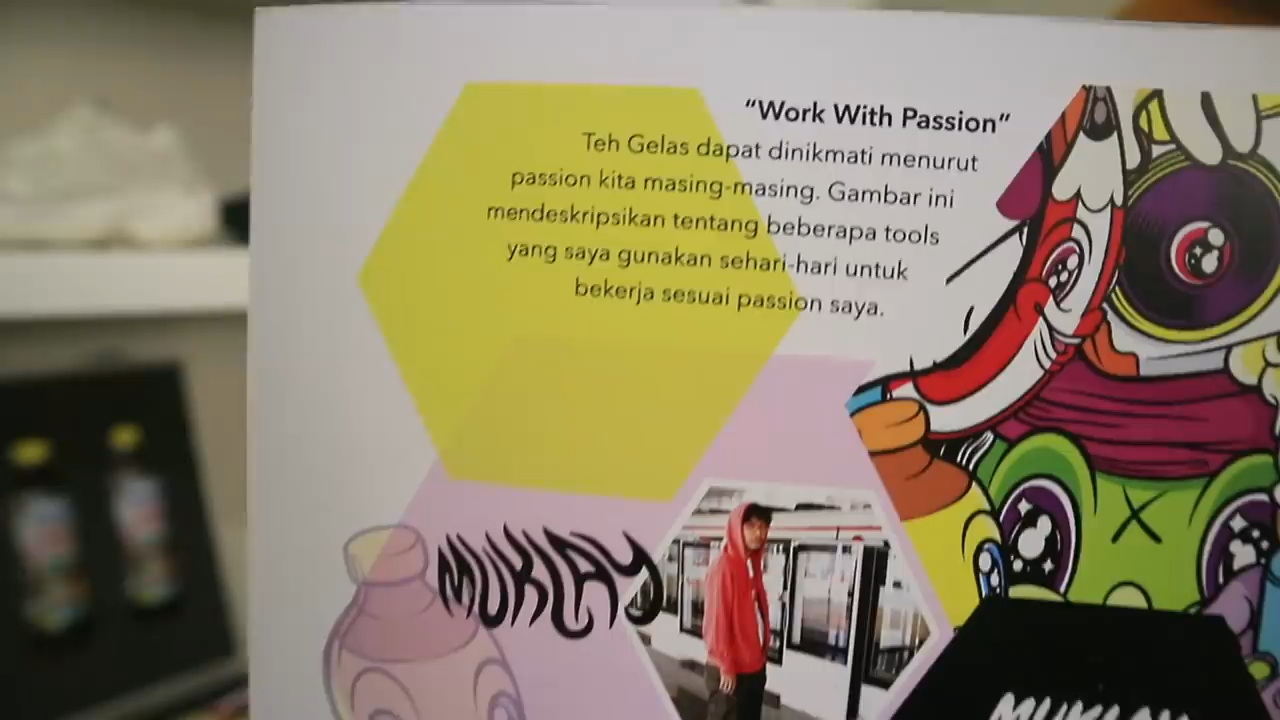 "Work With Passion"
Teh Gelas dapat dinikmati menurut
passion kita masing-masing. Gambar ini
mendeskripsikan tentang beberapa tools
yang saya gunakan sehari-hari untuk
bekerja sesuai passion saya.
MUKLAY
MUKLAY